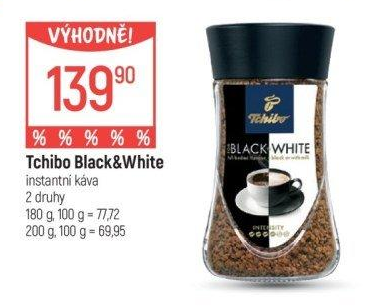 VÝHODNĚ!
139⁹⁰
% % % % %
Tchibo Black&White
instantní káva
2 druhy
180 g, 100 g = 77,72
200 g, 100 g = 69,95
Tchibo
BLACK WHITE
INTENSITY